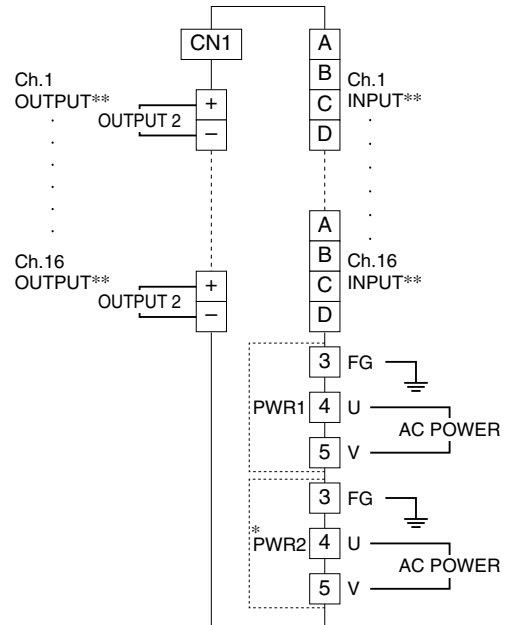 CN1
A
B
C
D
Ch.1
OUTPUT**
OUTPUT 2
+
–
Ch.1
INPUT**
A
B
C
D
Ch.16
OUTPUT**
OUTPUT 2
+
–
Ch.16
INPUT**
PWR1
3 FG
4 U
5 V
AC POWER
*PWR2
3 FG
4 U
5 V
AC POWER